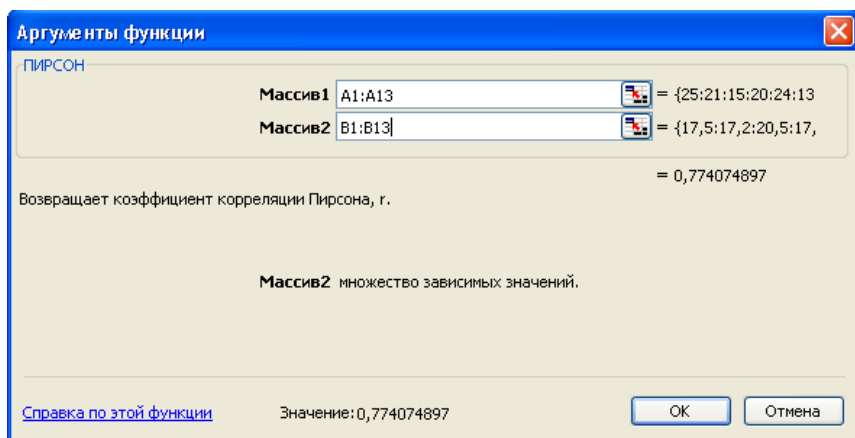 Аргументы функции
ПИРСОН
Массив1 A1:A13 = {25:21:15:20:24:13
Массив2 B1:B13 = {17,5:17,2:20,5:17,
= 0,774074897
Возвращает коэффициент корреляции Пирсона, r.
Массив2 множество зависимых значений.
Справка по этой функции Значение:0,774074897 ОК Отмена